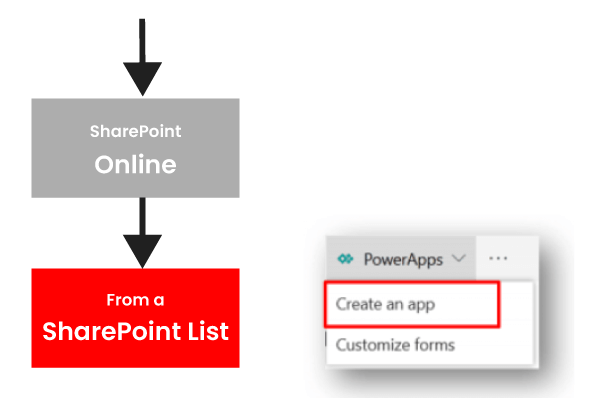 SharePoint
Online
From a
SharePoint List
PowerApps ...
Create an app
Customize forms